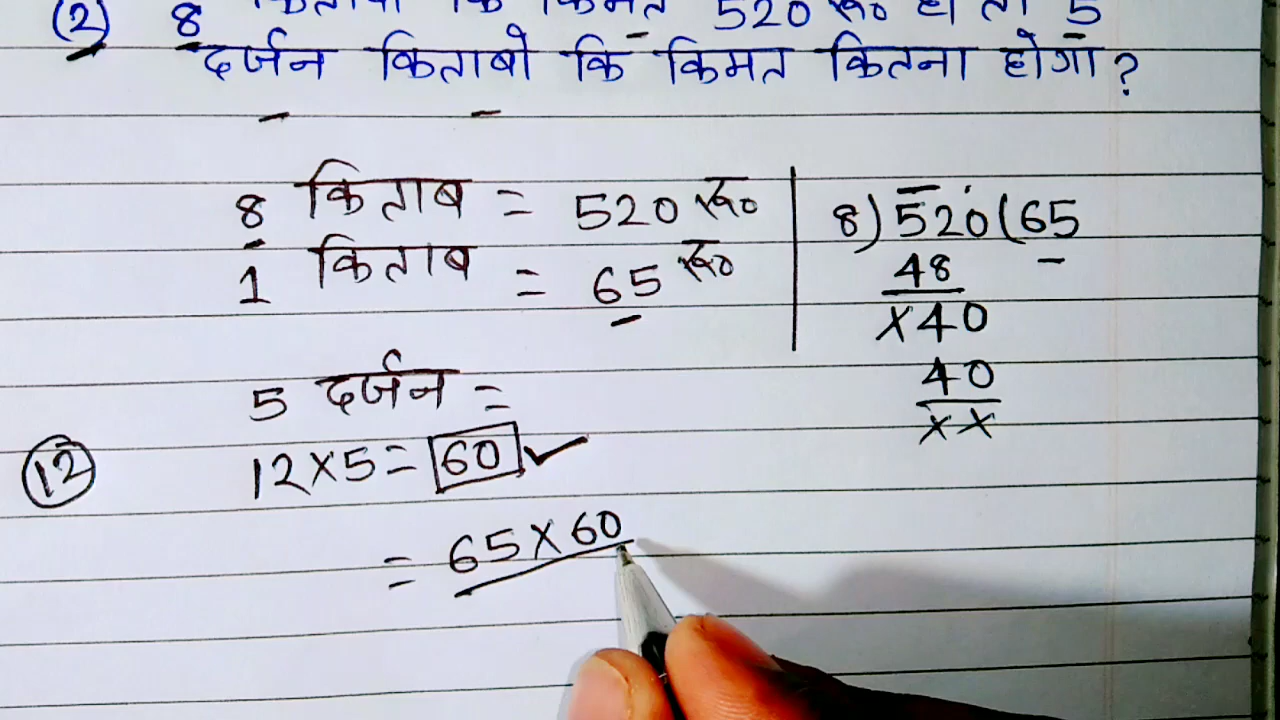 (2) 8 किताबो कि किमत 520 रू० हो तो 5
दर्जन किताबो कि किमत कितना होगा ?
8 किताब = 520 रू०
1 किताब = 65 रू०
5 दर्जन =
(12) 12×5= 60 ✓
= 65×60
8) 520 (65
48
×40
40
××